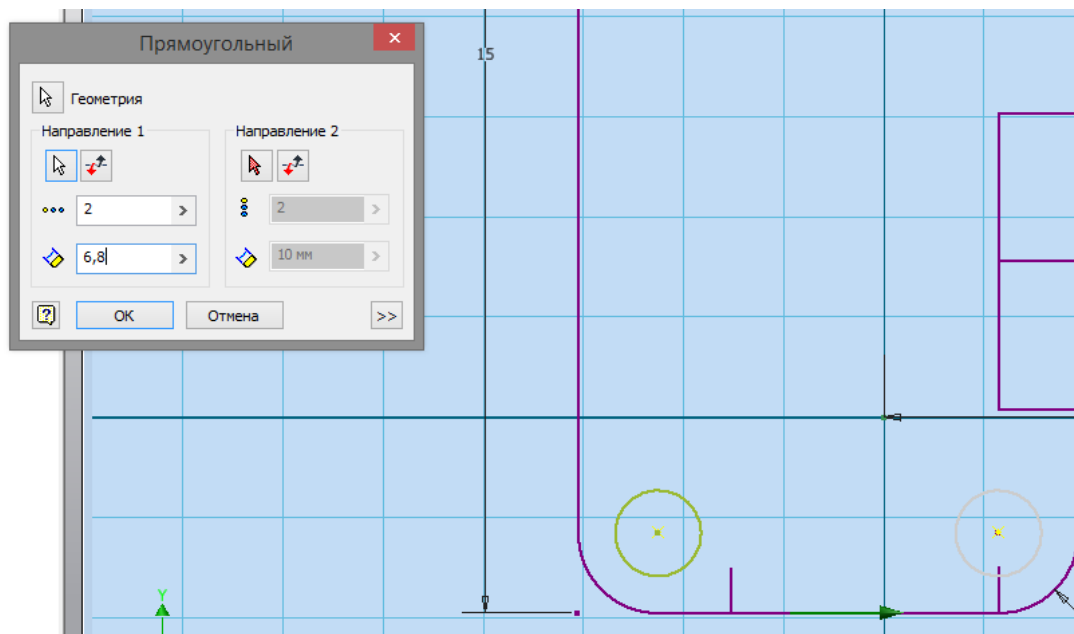 Прямоугольный
15
Геометрия
Направление 1
Направление 2
2
2
6,8
10 мм
ОК
Отмена
>>
Y